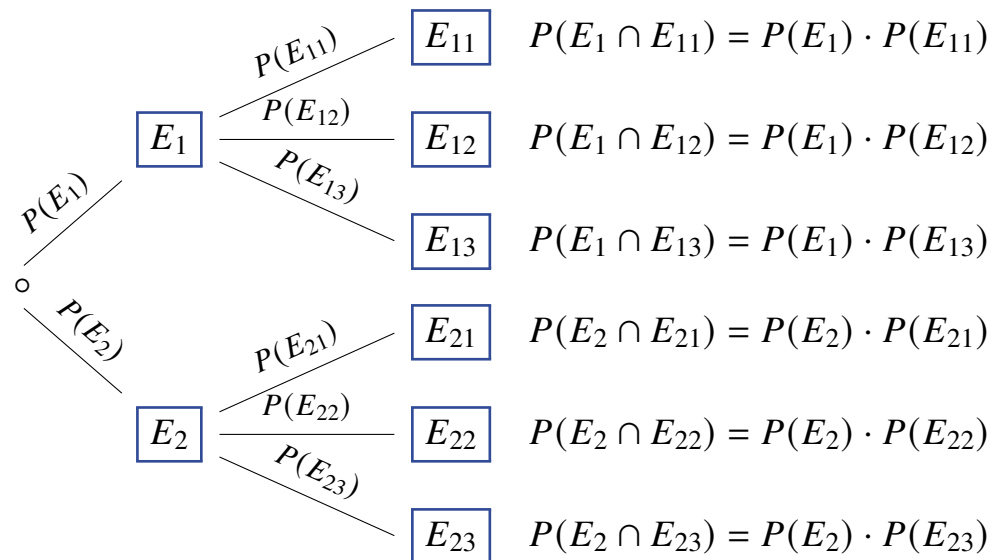 P(E₁₁) E₁₁ P(E₁ ∩ E₁₁) = P(E₁) · P(E₁₁)
E₁ P(E₁₂) E₁₂ P(E₁ ∩ E₁₂) = P(E₁) · P(E₁₂)
P(E₁) P(E₁₃) E₁₃ P(E₁ ∩ E₁₃) = P(E₁) · P(E₁₃)
P(E₂) P(E₂₁) E₂₁ P(E₂ ∩ E₂₁) = P(E₂) · P(E₂₁)
E₂ P(E₂₂) E₂₂ P(E₂ ∩ E₂₂) = P(E₂) · P(E₂₂)
P(E₂₃) E₂₃ P(E₂ ∩ E₂₃) = P(E₂) · P(E₂₃)